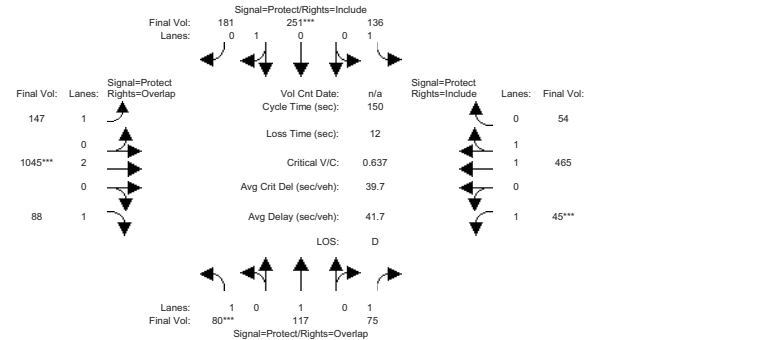 Signal=Protect/Rights=Include
Final Vol: 181 251*** 136
Lanes: 0 1 0 0 1
Signal=Protect
Final Vol: Lanes: Rights=Overlap
Vol Cnt Date: n/a
Signal=Protect
Rights=Include Lanes: Final Vol:
Cycle Time (sec): 150
147 1
0 54
Loss Time (sec): 12
0
1
1045*** 2
Critical V/C: 0.637
1 465
0
Avg Crit Del (sec/veh): 39.7
0
88 1
Avg Delay (sec/veh): 41.7
1 45***
LOS: D
Lanes: 1 0 1 0 1
Final Vol: 80*** 117 75
Signal=Protect/Rights=Overlap